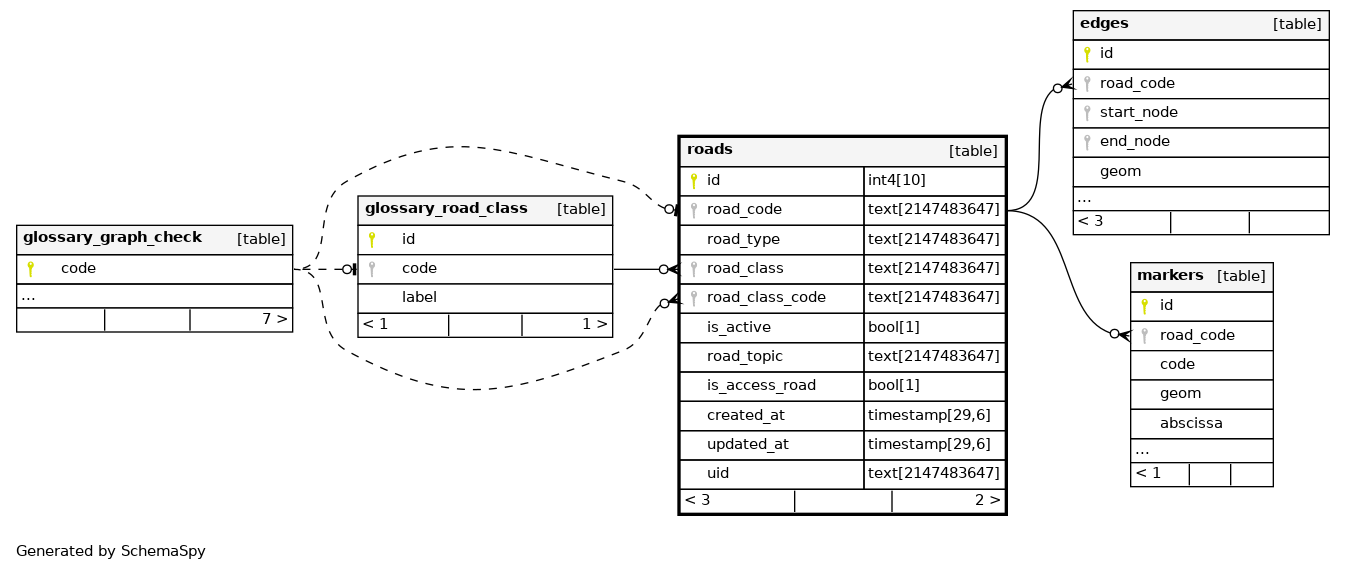 glossary_graph_check [table]
code
...
7 >
glossary_road_class [table]
id
code
label
< 1 1 >
roads [table]
id int4[10]
road_code text[2147483647]
road_type text[2147483647]
road_class text[2147483647]
road_class_code text[2147483647]
is_active bool[1]
road_topic text[2147483647]
is_access_road bool[1]
created_at timestamp[29,6]
updated_at timestamp[29,6]
uid text[2147483647]
< 3 2 >
edges [table]
id
road_code
start_node
end_node
geom
...
< 3
markers [table]
id
road_code
code
geom
abscissa
...
< 1
Generated by SchemaSpy